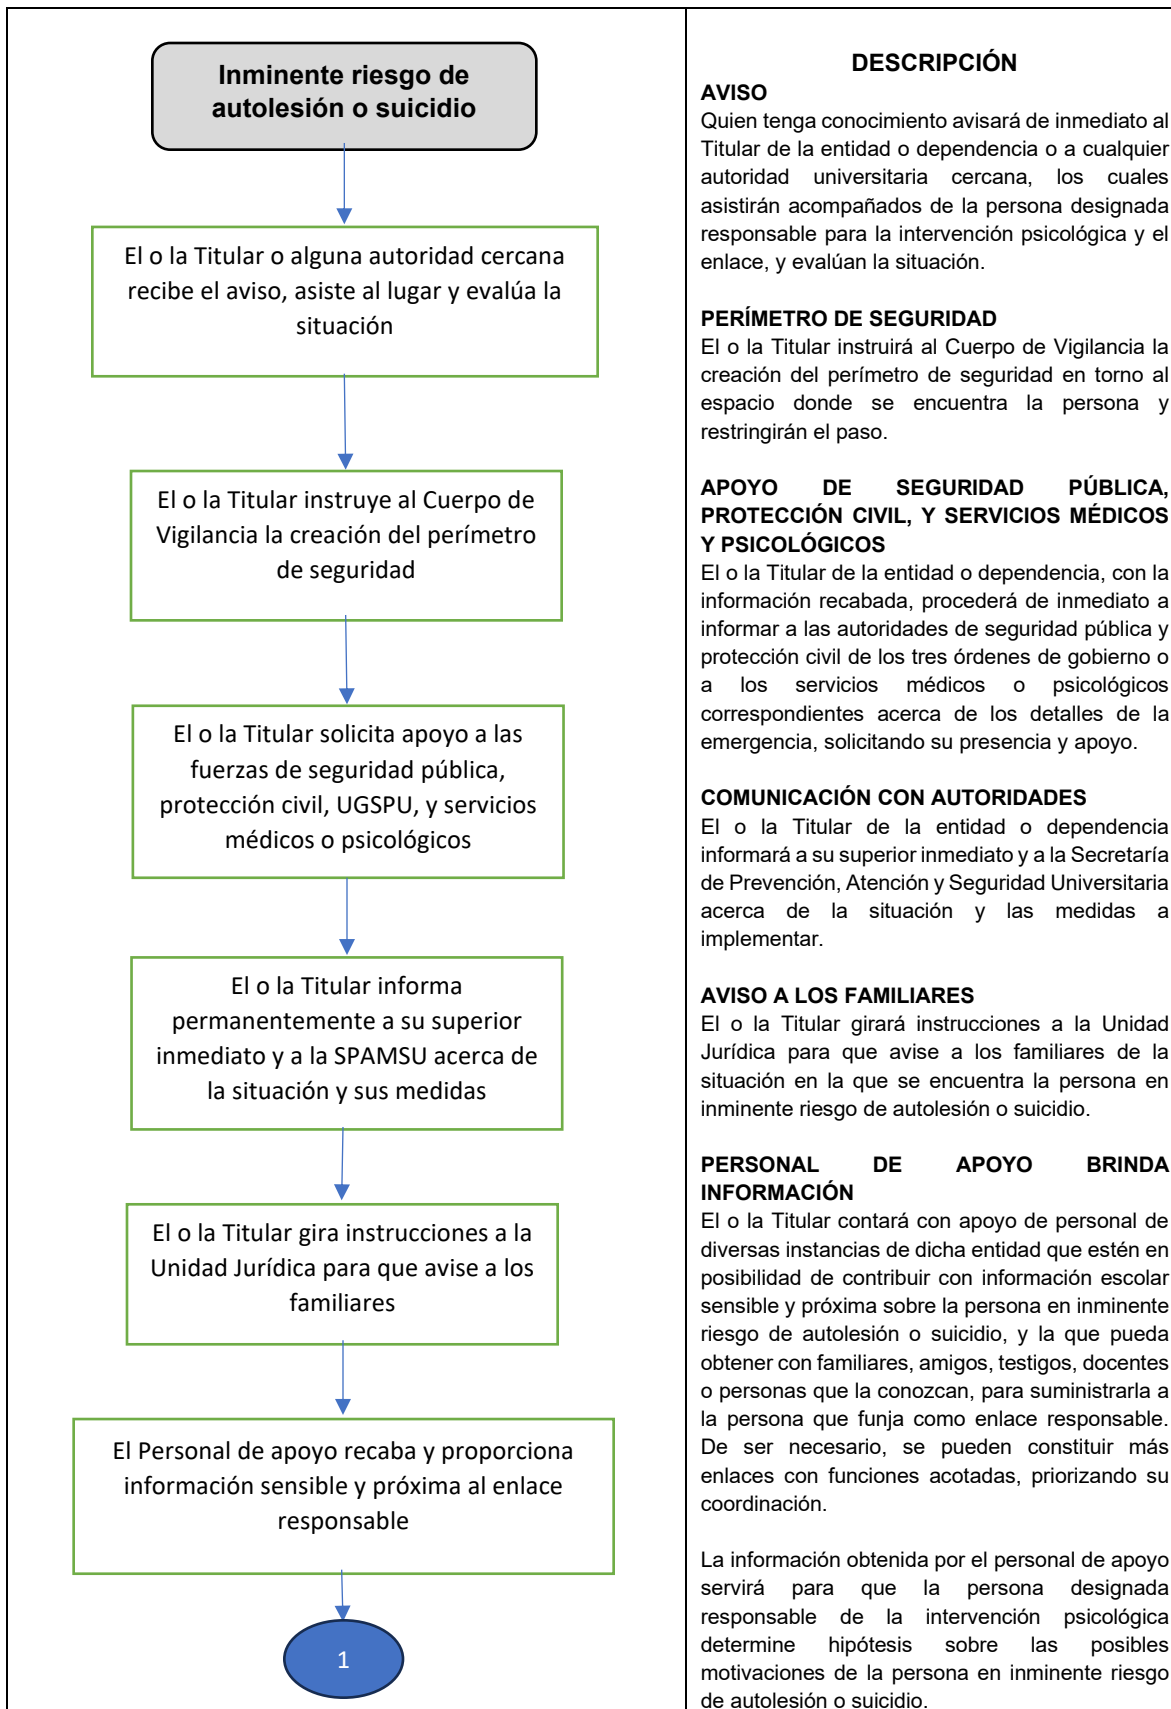 Inminente riesgo de
autolesión o suicidio
El o la Titular o alguna autoridad cercana
recibe el aviso, asiste al lugar y evalúa la
situación
El o la Titular instruye al Cuerpo de
Vigilancia la creación del perímetro
de seguridad
El o la Titular solicita apoyo a las
fuerzas de seguridad pública,
protección civil, UGSPU, y servicios
médicos o psicológicos
El o la Titular informa
permanentemente a su superior
inmediato y a la SPAMSU acerca de
la situación y sus medidas
El o la Titular gira instrucciones a la
Unidad Jurídica para que avise a los
familiares
El Personal de apoyo recaba y proporciona
información sensible y próxima al enlace
responsable
1
DESCRIPCIÓN
AVISO
Quien tenga conocimiento avisará de inmediato al
Titular de la entidad o dependencia o a cualquier
autoridad universitaria cercana, los cuales
asistirán acompañados de la persona designada
responsable para la intervención psicológica y el
enlace, y evalúan la situación.
PERÍMETRO DE SEGURIDAD
El o la Titular instruirá al Cuerpo de Vigilancia la
creación del perímetro de seguridad en torno al
espacio donde se encuentra la persona y
restringirán el paso.
APOYO DE SEGURIDAD PÚBLICA,
PROTECCIÓN CIVIL, Y SERVICIOS MÉDICOS
Y PSICOLÓGICOS
El o la Titular de la entidad o dependencia, con la
información recabada, procederá de inmediato a
informar a las autoridades de seguridad pública y
protección civil de los tres órdenes de gobierno o
a los servicios médicos o psicológicos
correspondientes acerca de los detalles de la
emergencia, solicitando su presencia y apoyo.
COMUNICACIÓN CON AUTORIDADES
El o la Titular de la entidad o dependencia
informará a su superior inmediato y a la Secretaría
de Prevención, Atención y Seguridad Universitaria
acerca de la situación y las medidas a
implementar.
AVISO A LOS FAMILIARES
El o la Titular girará instrucciones a la Unidad
Jurídica para que avise a los familiares de la
situación en la que se encuentra la persona en
inminente riesgo de autolesión o suicidio.
PERSONAL DE APOYO BRINDA
INFORMACIÓN
El o la Titular contará con apoyo de personal de
diversas instancias de dicha entidad que estén en
posibilidad de contribuir con información escolar
sensible y próxima sobre la persona en inminente
riesgo de autolesión o suicidio, y la que pueda
obtener con familiares, amigos, testigos, docentes
o personas que la conozcan, para suministrarla a
la persona que funja como enlace responsable.
De ser necesario, se pueden constituir más
enlaces con funciones acotadas, priorizando su
coordinación.
La información obtenida por el personal de apoyo
servirá para que la persona designada
responsable de la intervención psicológica
determine hipótesis sobre las posibles
motivaciones de la persona en inminente riesgo
de autolesión o suicidio.